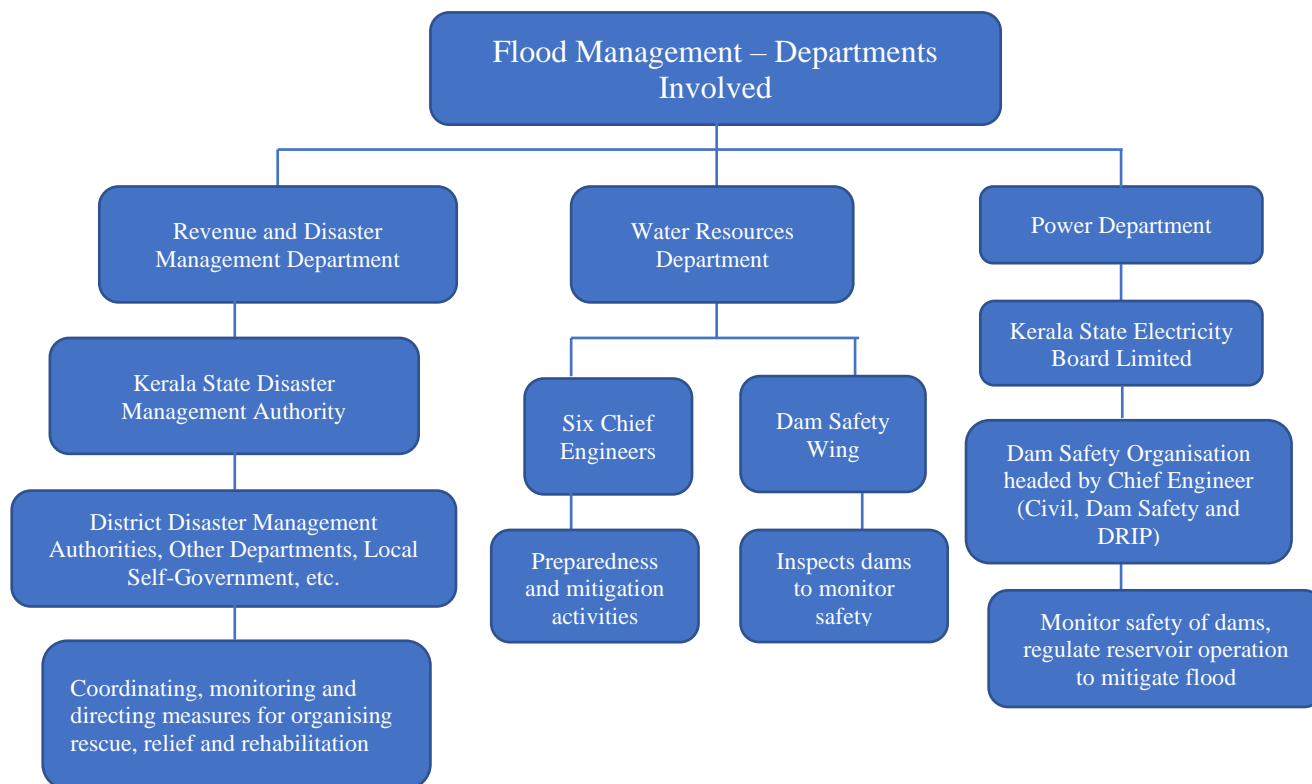 Flood Management – Departments
Involved
Revenue and Disaster
Management Department
Water Resources
Department
Power Department
Kerala State Disaster
Management Authority
Six Chief
Engineers
Dam Safety
Wing
Kerala State Electricity
Board Limited
District Disaster Management
Authorities, Other Departments, Local
Self-Government, etc.
Preparedness
and mitigation
activities
Inspects dams
to monitor
safety
Dam Safety Organisation
headed by Chief Engineer
(Civil, Dam Safety and
DRIP)
Coordinating, monitoring and
directing measures for organising
rescue, relief and rehabilitation
Monitor safety of dams,
regulate reservoir operation
to mitigate flood